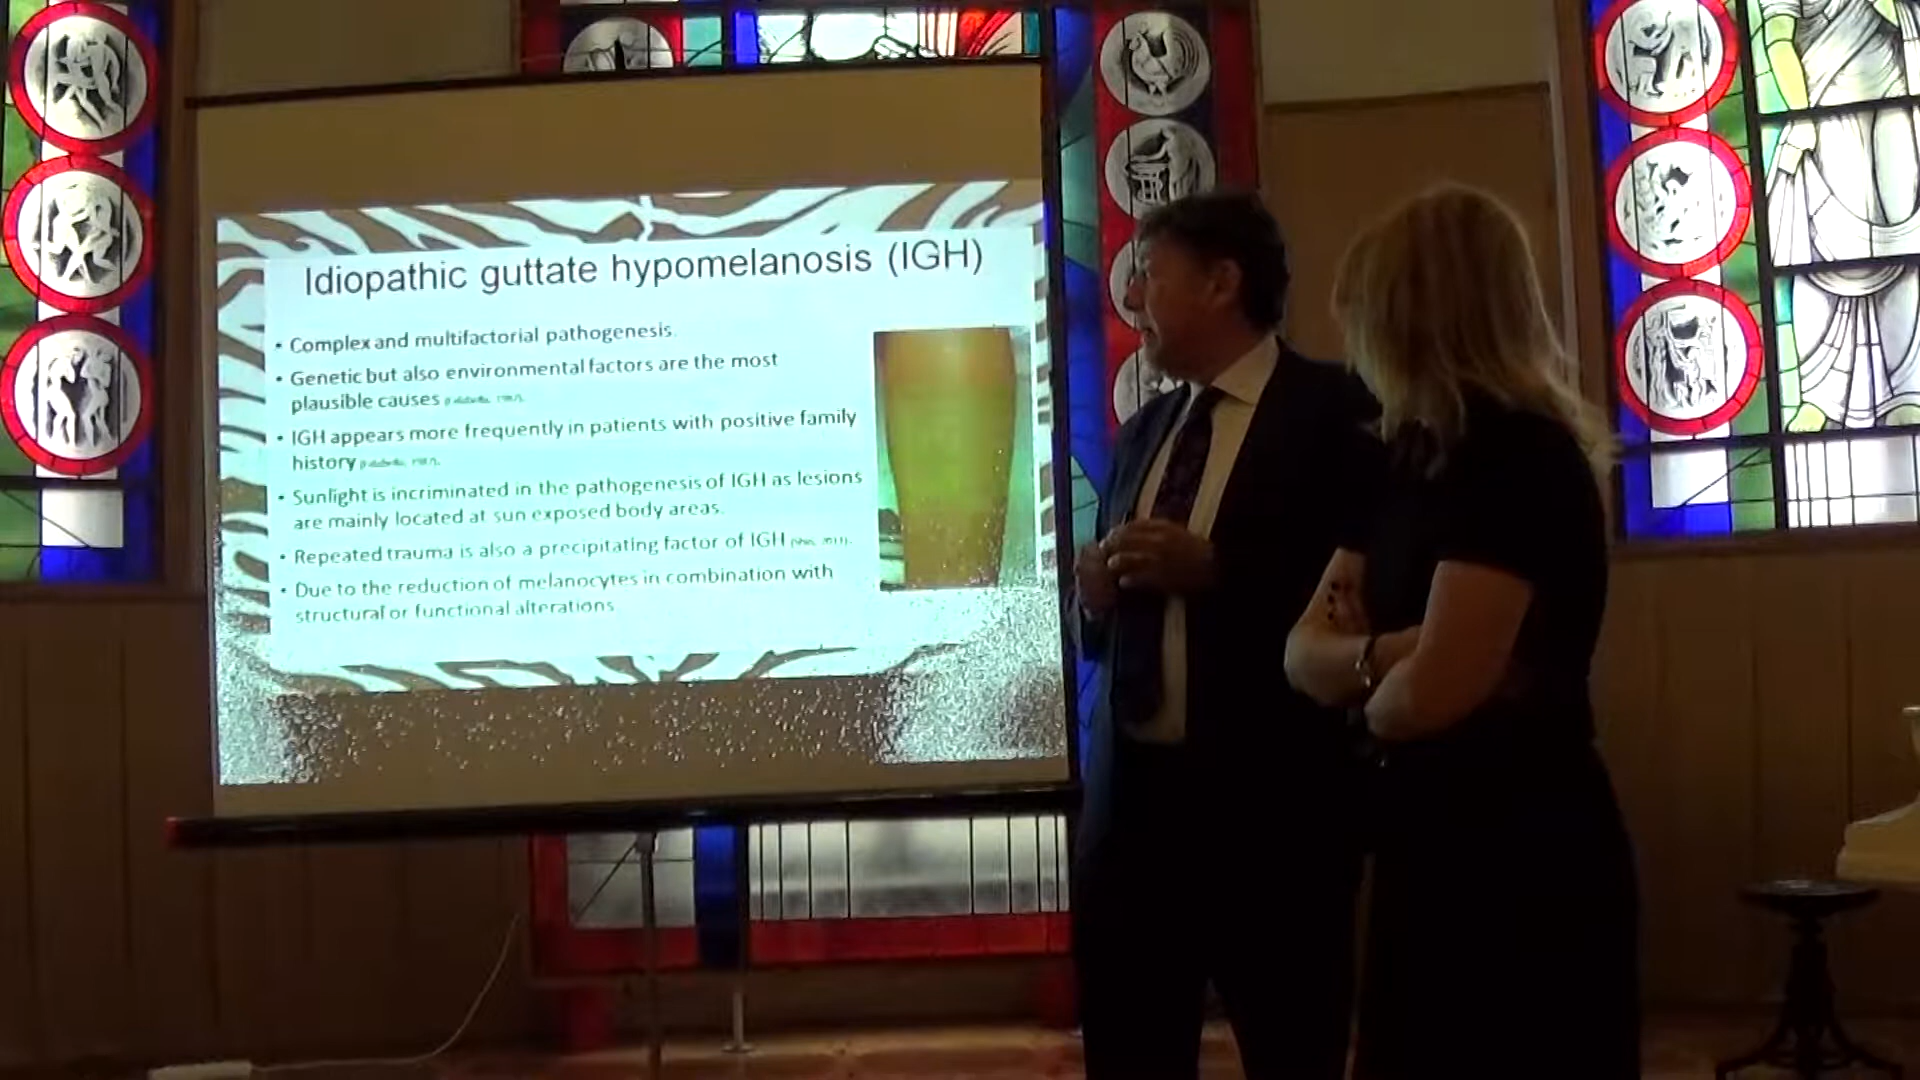 Idiopathic guttate hypomelanosis (IGH)
• Complex and multifactorial pathogenesis.
• Genetic but also environmental factors are the most
plausible causes
• IGH appears more frequently in patients with positive family
history
• Sunlight is incriminated in the pathogenesis of IGH as lesions
are mainly located at sun exposed body areas.
• Repeated trauma is also a precipitating factor of IGH
• Due to the reduction of melanocytes in combination with
structural or functional alterations